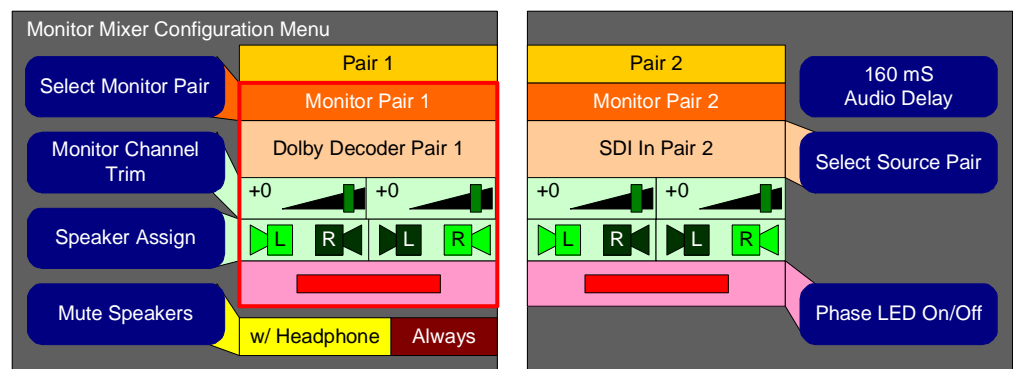 Monitor Mixer Configuration Menu
Pair 1
Pair 2
Select Monitor Pair
Monitor Pair 1
Monitor Pair 2
160 mS
Audio Delay
Monitor Channel
Trim
Dolby Decoder Pair 1
SDI In Pair 2
Select Source Pair
+0 +0 +0 +0
Speaker Assign
L R L R L R L R
Mute Speakers
Phase LED On/Off
w/ Headphone Always